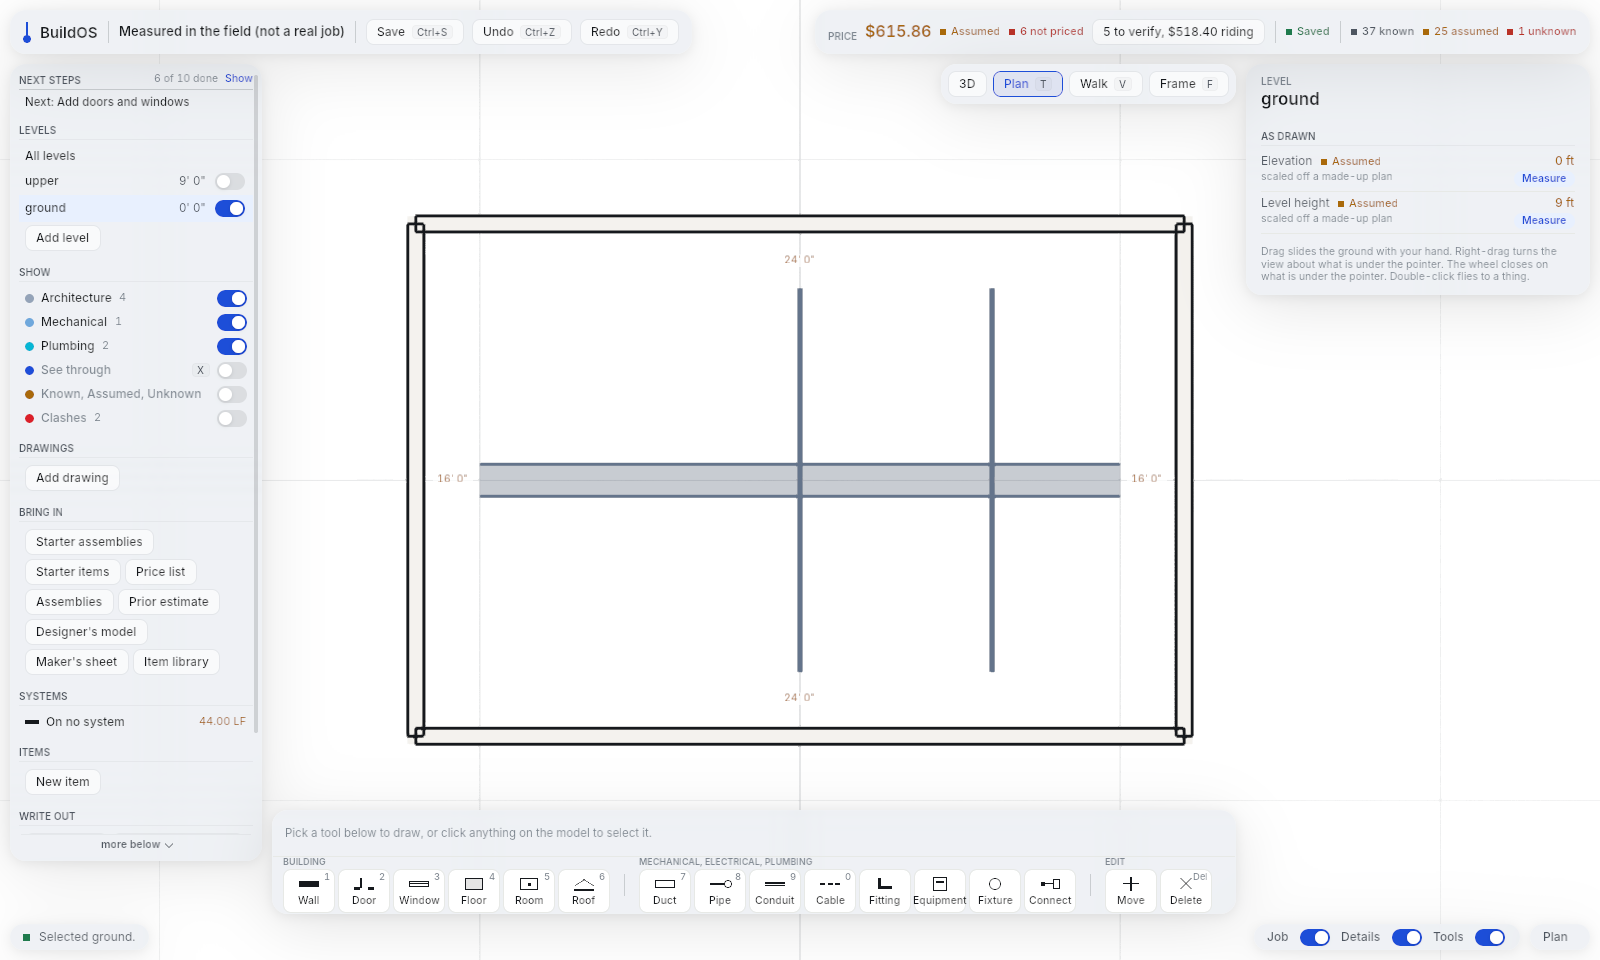 BuildOS
Measured in the field (not a real job)
Save Ctrl+S
Undo Ctrl+Z
Redo Ctrl+Y
PRICE $615.86 Assumed 6 not priced
5 to verify, $518.40 riding
Saved
37 known 25 assumed 1 unknown
3D
Plan T
Walk V
Frame F
NEXT STEPS 6 of 10 done Show
Next: Add doors and windows
LEVELS
All levels
upper 9' 0"
ground 0' 0"
Add level
SHOW
Architecture 4
Mechanical 1
Plumbing 2
See through X
Known, Assumed, Unknown
Clashes 2
DRAWINGS
Add drawing
BRING IN
Starter assemblies
Starter items Price list
Assemblies Prior estimate
Designer's model
Maker's sheet Item library
SYSTEMS
On no system 44.00 LF
ITEMS
New item
WRITE OUT
more below
24' 0"
16' 0"
16' 0"
24' 0"
LEVEL
ground
AS DRAWN
Elevation Assumed 0 ft
scaled off a made-up plan Measure
Level height Assumed 9 ft
scaled off a made-up plan Measure
Drag slides the ground with your hand. Right-drag turns the
view about what is under the pointer. The wheel closes on
what is under the pointer. Double-click flies to a thing.
Pick a tool below to draw, or click anything on the model to select it.
BUILDING
Wall 1
Door 2
Window 3
Floor 4
Room 5
Roof 6
MECHANICAL, ELECTRICAL, PLUMBING
Duct 7
Pipe 8
Conduit 9
Cable 0
Fitting
Equipment
Fixture
Connect
EDIT
Move
Delete Del
Selected ground.
Job Details Tools Plan